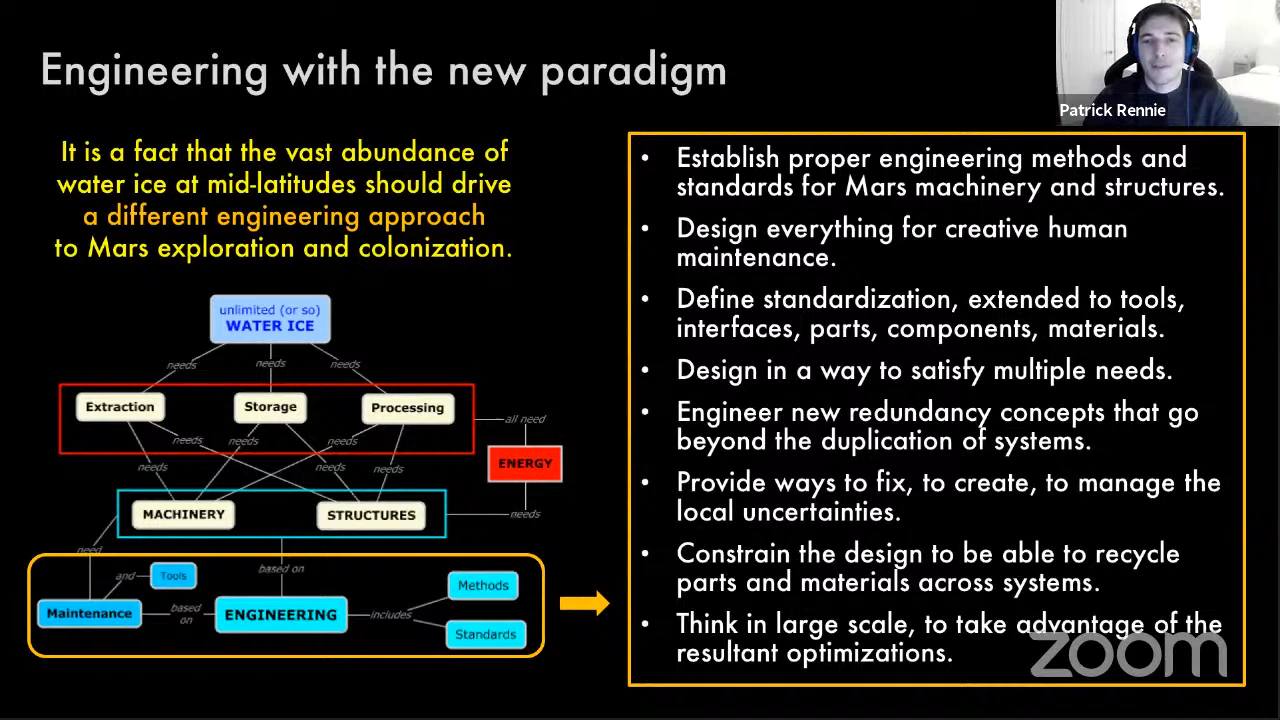 Engineering with the new paradigm
Patrick Rennie
It is a fact that the vast abundance of
water ice at mid-latitudes should drive
a different engineering approach
to Mars exploration and colonization.
unlimited (or so)
WATER ICE
needs
needs
needs
Extraction
Storage
Processing
all need
needs
needs
needs
ENERGY
needs
needs
needs
MACHINERY
STRUCTURES
needs
need
based on
and
Tools
Methods
Maintenance
based
on
ENGINEERING
includes
Standards
• Establish proper engineering methods and
standards for Mars machinery and structures.
• Design everything for creative human
maintenance.
• Define standardization, extended to tools,
interfaces, parts, components, materials.
• Design in a way to satisfy multiple needs.
• Engineer new redundancy concepts that go
beyond the duplication of systems.
• Provide ways to fix, to create, to manage the
local uncertainties.
• Constrain the design to be able to recycle
parts and materials across systems.
• Think in large scale, to take advantage of the
resultant optimizations.
zoom